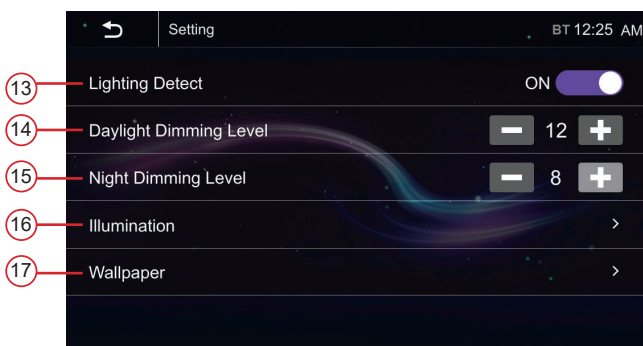 Setting BT 12:25 AM
13 Lighting Detect ON
14 Daylight Dimming Level 12
15 Night Dimming Level 8
16 Illumination >
17 Wallpaper >